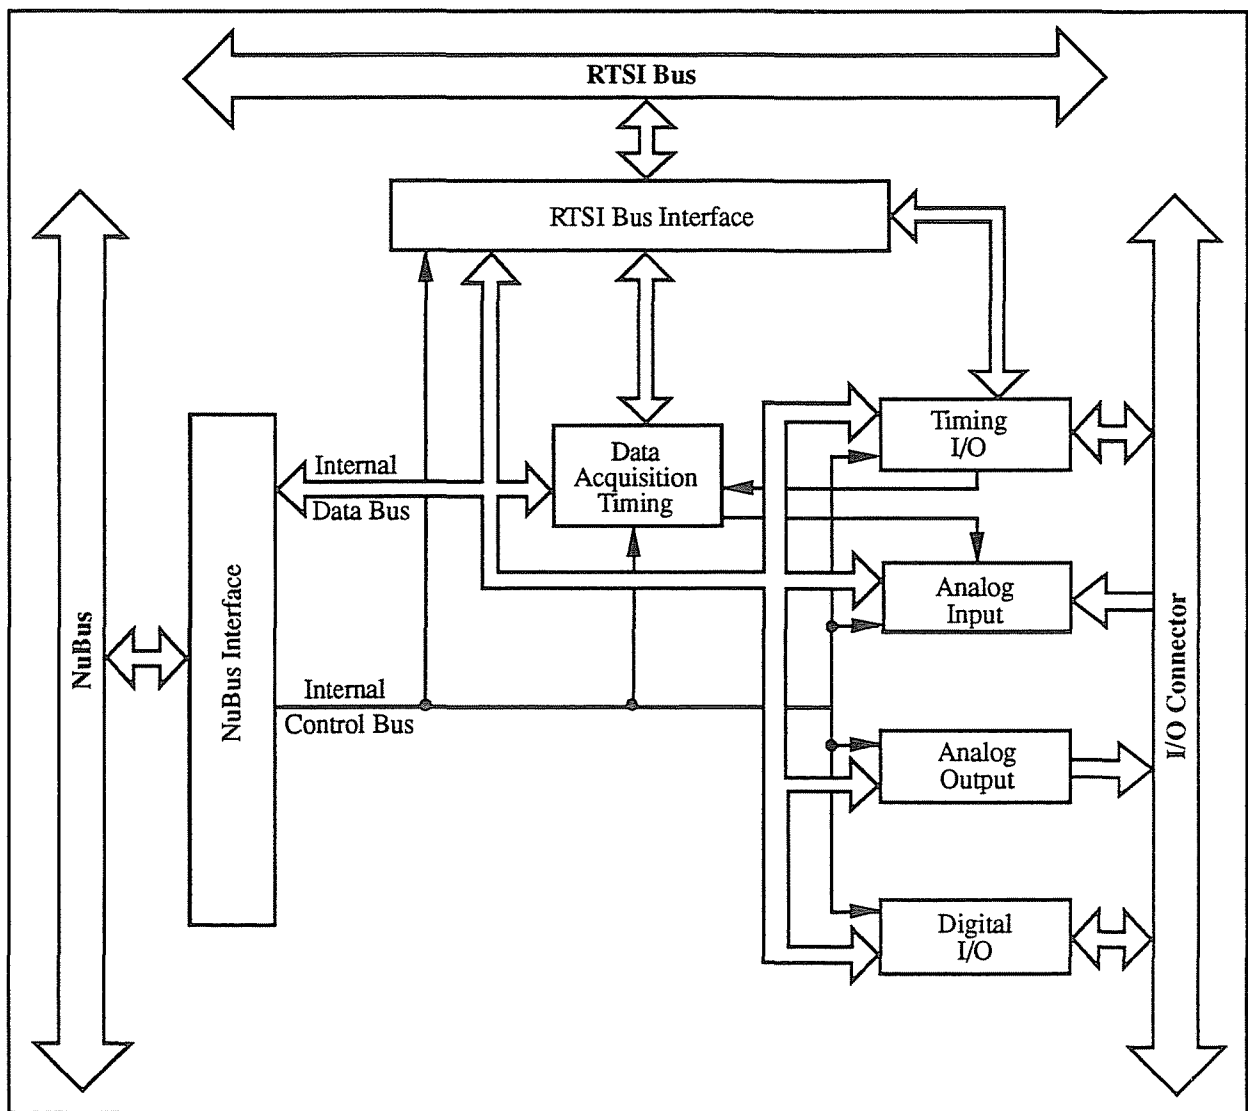 RTSI Bus
RTSI Bus Interface
Timing
I/O
Internal
Data Bus
Data
Acquisition
Timing
Analog
Input
NuBus
NuBus Interface
I/O Connector
Internal
Control Bus
Analog
Output
Digital
I/O